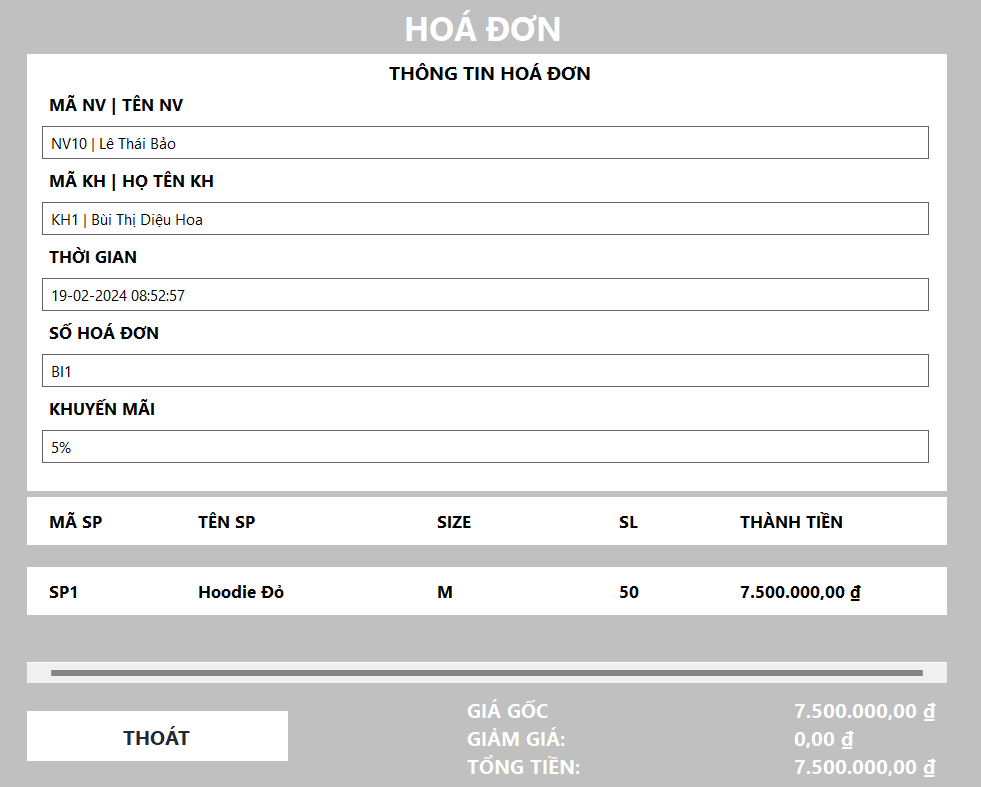 HOÁ ĐƠN
THÔNG TIN HOÁ ĐƠN
MÃ NV | TÊN NV
NV10 | Lê Thái Bảo
MÃ KH | HỌ TÊN KH
KH1 | Bùi Thị Diệu Hoa
THỜI GIAN
19-02-2024 08:52:57
SỐ HOÁ ĐƠN
BI1
KHUYẾN MÃI
5%
MÃ SP TÊN SP SIZE SL THÀNH TIỀN
SP1 Hoodie Đỏ M 50 7.500.000,00 ₫
GIÁ GỐC 7.500.000,00 ₫
GIẢM GIÁ: 0,00 ₫
TỔNG TIỀN: 7.500.000,00 ₫
THOÁT